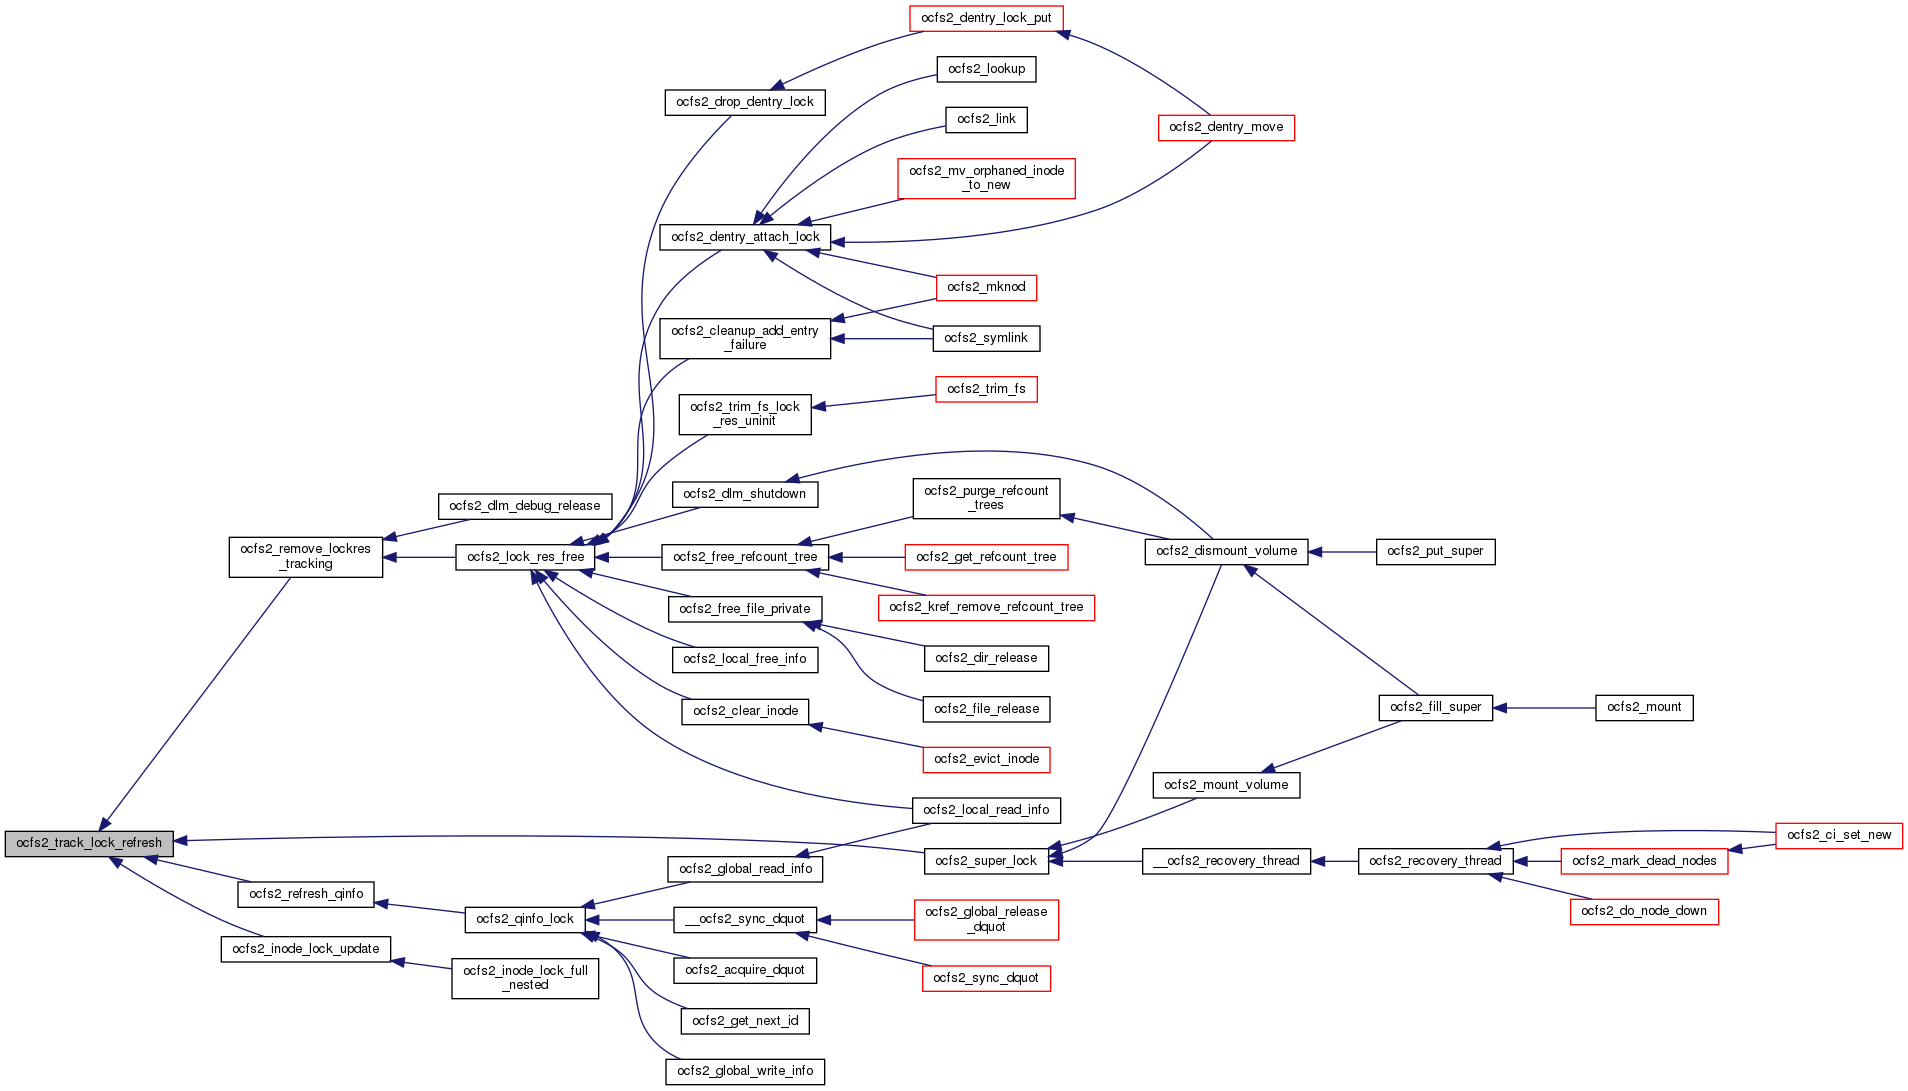 ocfs2_dentry_lock_put
ocfs2_lookup
ocfs2_drop_dentry_lock
ocfs2_link
ocfs2_dentry_move
ocfs2_mv_orphaned_inode
_to_new
ocfs2_dentry_attach_lock
ocfs2_mknod
ocfs2_cleanup_add_entry
_failure
ocfs2_symlink
ocfs2_trim_fs
ocfs2_trim_fs_lock
_res_uninit
ocfs2_dlm_shutdown
ocfs2_purge_refcount
_trees
ocfs2_dlm_debug_release
ocfs2_remove_lockres
_tracking
ocfs2_lock_res_free
ocfs2_free_refcount_tree
ocfs2_get_refcount_tree
ocfs2_dismount_volume
ocfs2_put_super
ocfs2_free_file_private
ocfs2_kref_remove_refcount_tree
ocfs2_local_free_info
ocfs2_dir_release
ocfs2_clear_inode
ocfs2_file_release
ocfs2_fill_super
ocfs2_mount
ocfs2_evict_inode
ocfs2_mount_volume
ocfs2_local_read_info
ocfs2_track_lock_refresh
ocfs2_ci_set_new
ocfs2_super_lock
__ocfs2_recovery_thread
ocfs2_recovery_thread
ocfs2_mark_dead_nodes
ocfs2_global_read_info
ocfs2_refresh_qinfo
ocfs2_do_node_down
ocfs2_qinfo_lock
__ocfs2_sync_dquot
ocfs2_global_release
_dquot
ocfs2_inode_lock_update
ocfs2_inode_lock_full
_nested
ocfs2_acquire_dquot
ocfs2_sync_dquot
ocfs2_get_next_id
ocfs2_global_write_info